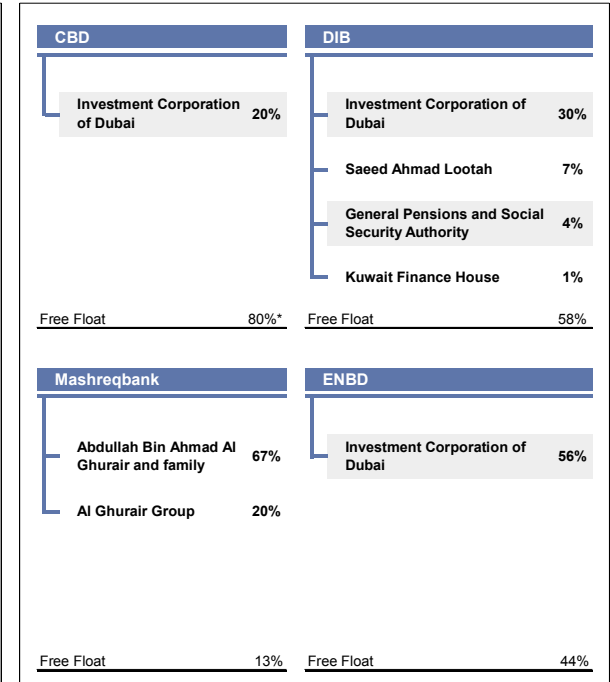 CBD
Investment Corporation
of Dubai
20%
Free Float 80%*
DIB
Investment Corporation of
Dubai
30%
Saeed Ahmad Lootah 7%
General Pensions and Social
Security Authority
4%
Kuwait Finance House 1%
Free Float 58%
Mashreqbank
Abdullah Bin Ahmad Al
Ghurair and family
67%
Al Ghurair Group 20%
Free Float 13%
ENBD
Investment Corporation of
Dubai
56%
Free Float 44%